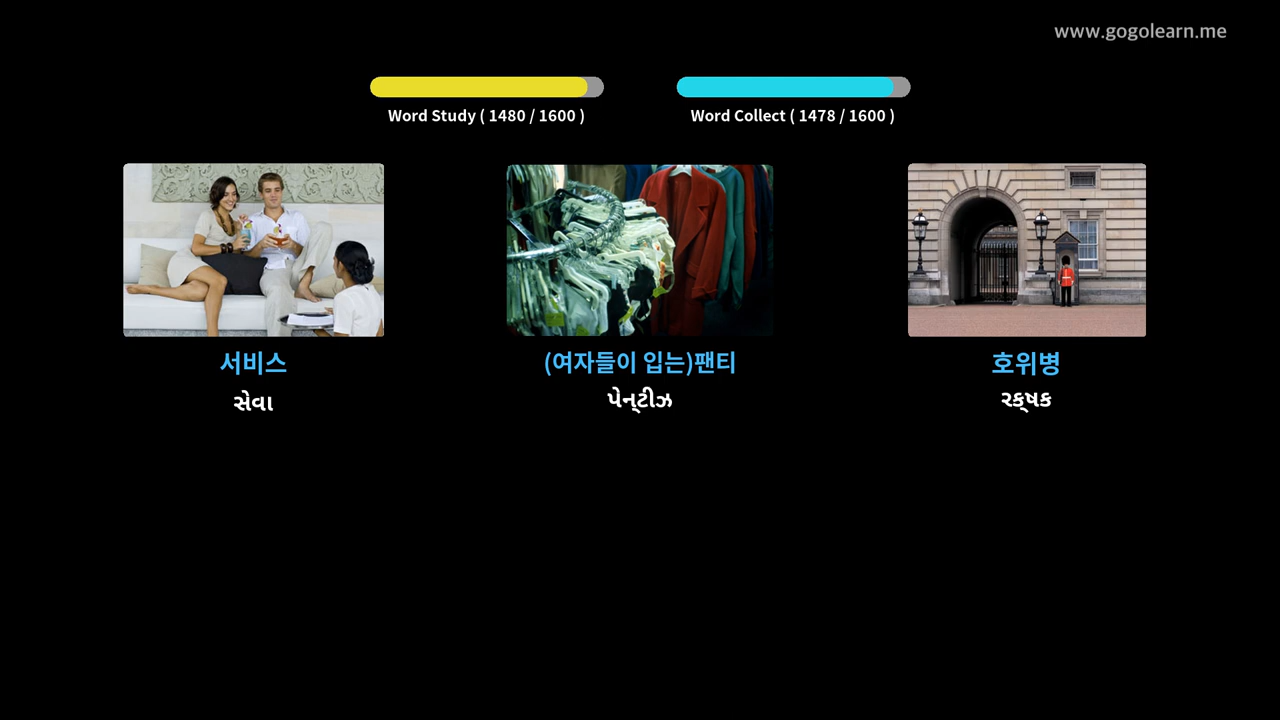 www.gogolearn.me
Word Study ( 1480 / 1600 )
Word Collect ( 1478 / 1600 )
서비스
(여자들이 입는)팬티
호위병
સેવા
પેન્ટીઝ
રક્ષક